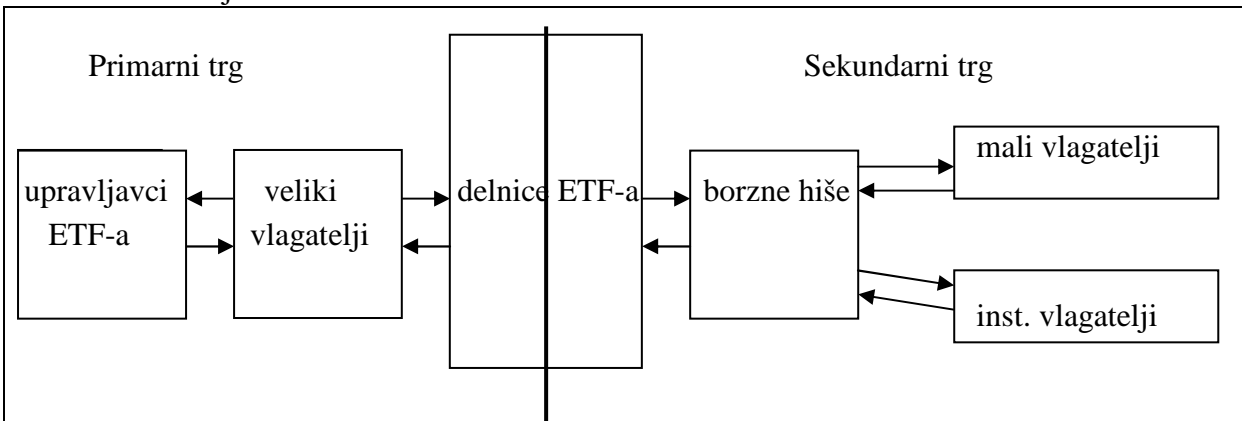 Primarni trg
Sekundarni trg
upravljavci
ETF-a
veliki
vlagatelji
delnice ETF-a
borzne hiše
mali vlagatelji
inst. vlagatelji